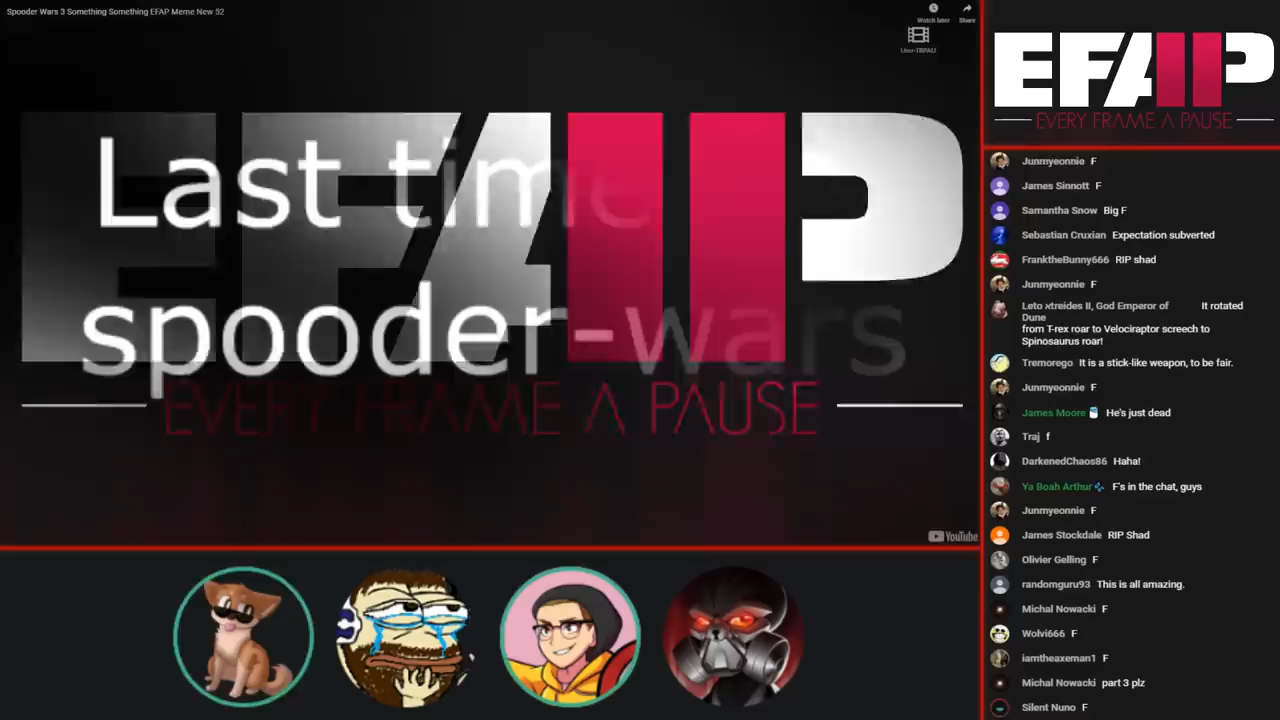 Spooder Wars 3 Something Something EFAP Meme New 52
Watch later
Share
Last time
spooder-wars
EFAP
EVERY FRAME A PAUSE
YouTube
EFAP
EVERY FRAME A PAUSE
Junmyeonnie F
James Sinnott F
Samantha Snow Big F
Sebastian Cruxian Expectation subverted
FranktheBunny666 RIP shad
Junmyeonnie F
Leto xtreides II, God Emperor of It rotated
Dune
from T-rex roar to Velociraptor screech to
Spinosaurus roar!
Tremorego It is a stick-like weapon, to be fair.
Junmyeonnie F
James Moore He's just dead
Traj f
DarkenedChaos86 Haha!
Ya Boah Arthur F's in the chat, guys
Junmyeonnie F
James Stockdale RIP Shad
Olivier Gelling F
randomguru93 This is all amazing.
Michal Nowacki F
Wolvi666 F
iamtheaxeman1 F
Michal Nowacki part 3 plz
Silent Nuno F